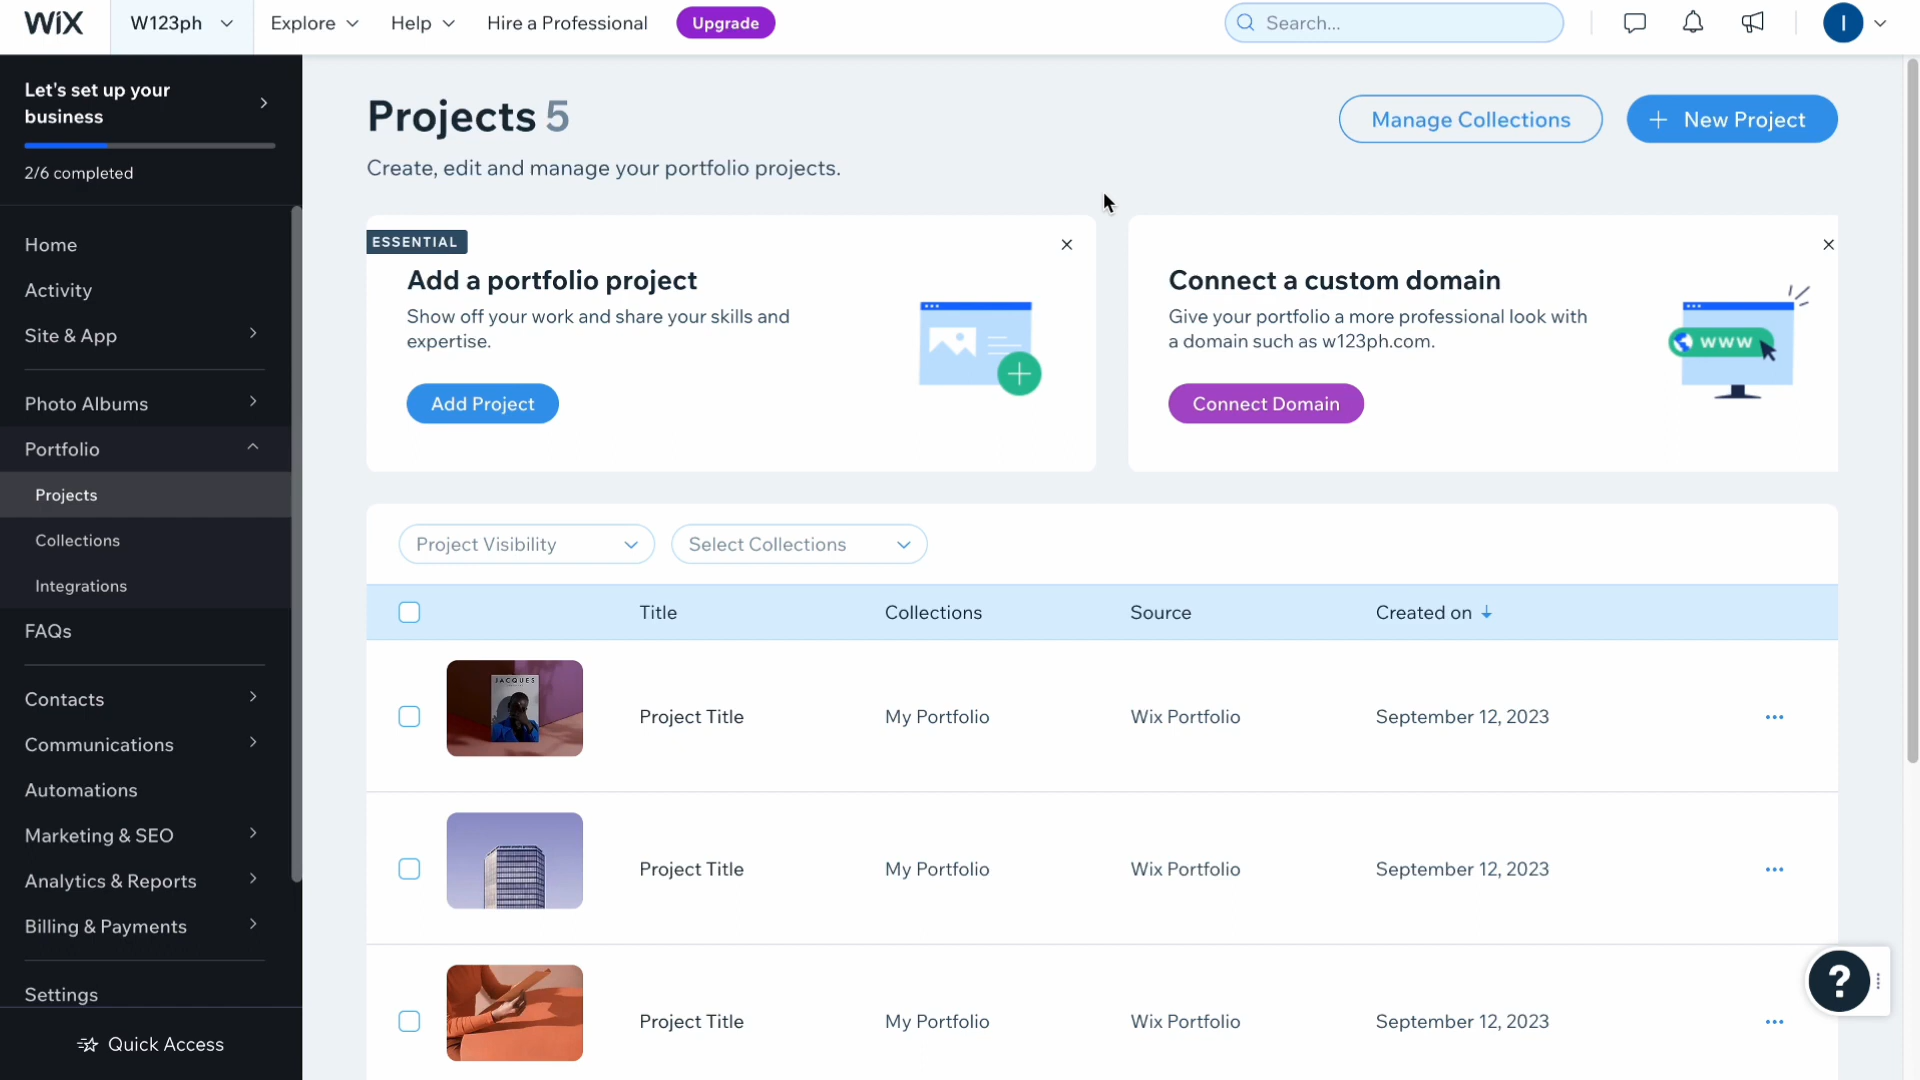 WiX
W123ph
Explore
Help
Hire a Professional
Upgrade
Search...
I
Let's set up your
business
2/6 completed
Home
Activity
Site & App
Photo Albums
Portfolio
Projects
Collections
Integrations
FAQs
Contacts
Communications
Automations
Marketing & SEO
Analytics & Reports
Billing & Payments
Settings
Quick Access
Projects 5
Create, edit and manage your portfolio projects.
Manage Collections
+ New Project
ESSENTIAL
Add a portfolio project
Show off your work and share your skills and
expertise.
Add Project
Connect a custom domain
Give your portfolio a more professional look with
a domain such as w123ph.com.
Connect Domain
www
Project Visibility
Select Collections
Title Collections Source Created on
JACQUES
Project Title My Portfolio Wix Portfolio September 12, 2023
Project Title My Portfolio Wix Portfolio September 12, 2023
Project Title My Portfolio Wix Portfolio September 12, 2023
?